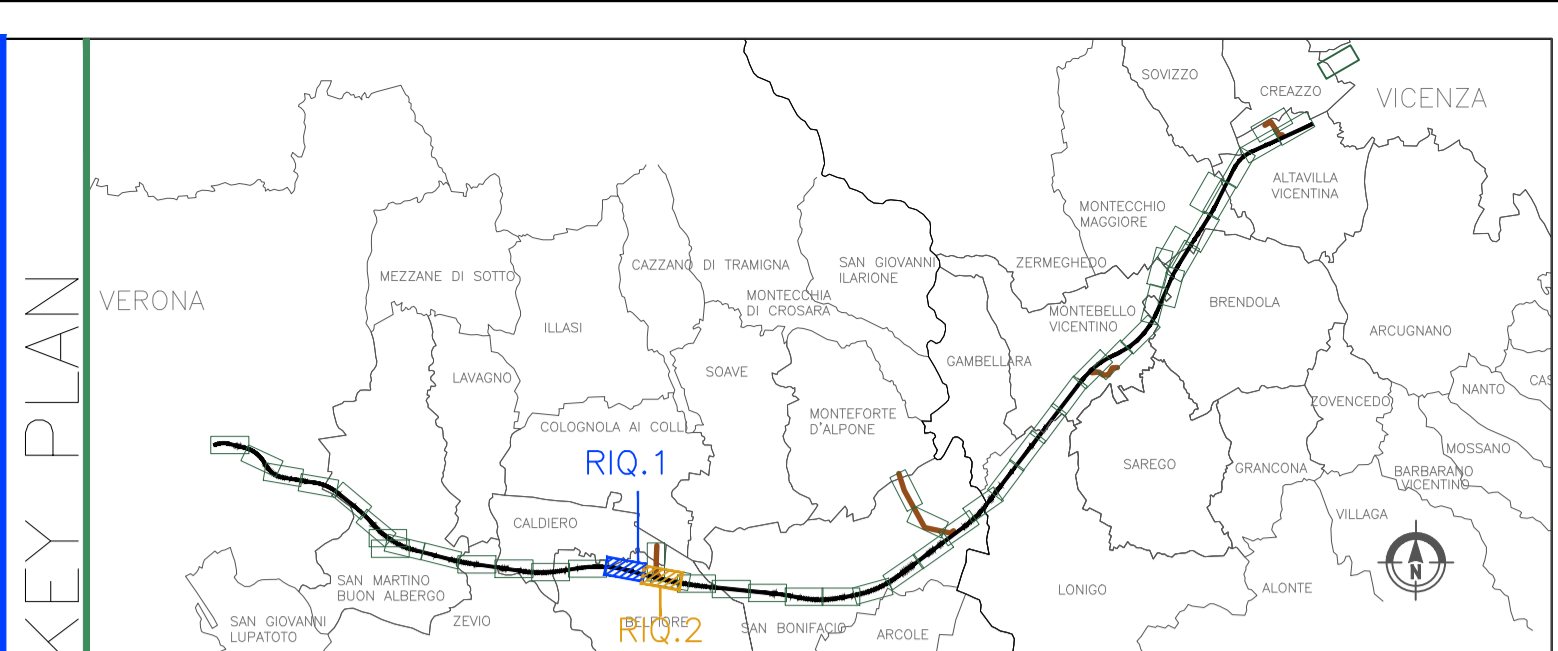 KEY PLAN
SOVIZZO
CREAZZO
VICENZA
ALTAVILLA
VICENTINA
MONTECCHIO
MAGGIORE
MEZZANE DI SOTTO
CAZZANO DI TRAMIGNA
SAN GIOVANNI
ILARIONE
ZERMEGHEDO
VERONA
MONTECCHIA
DI CROSARA
BRENDOLA
MONTEBELLO
VICENTINO
ILLASI
ARCUGNANO
GAMBELLARA
LAVAGNO
SOAVE
NANTO
CAS
ZOVENCEDO
MONTEFORTE
D'ALPONE
COLOGNOLA AI COLLI
MOSSANO
RIQ.1
SAREGO
GRANCONA
BARBARANO
VICENTINO
VILLAGA
CALDIERO
N
SAN MARTINO
BUON ALBERGO
LONIGO
ALONTE
SAN GIOVANNI
LUPATOTO
ZEVIO
BELFIORE
RIQ.2
SAN BONIFACIO
ARCOLE